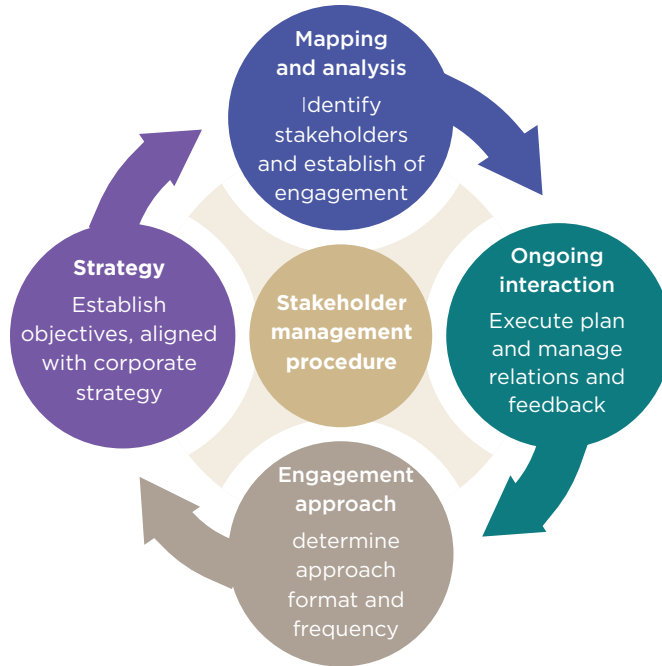 Mapping
and analysis
Identify
stakeholders
and establish of
engagement
Ongoing
interaction
Execute plan
and manage
relations and
feedback
Engagement
approach
determine
approach
format and
frequency
Strategy
Establish
objectives, aligned
with corporate
strategy
Stakeholder
management
procedure